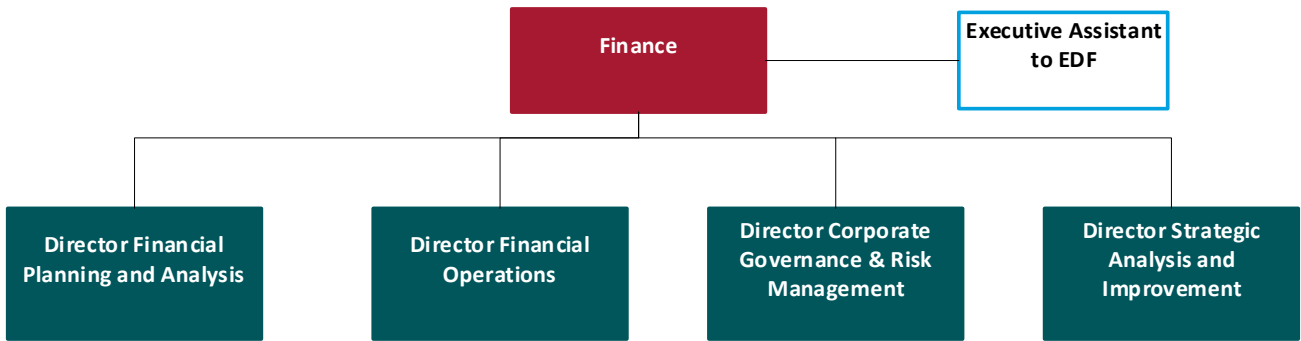 Finance
Executive Assistant
to EDF
Director Financial
Planning and Analysis
Director Financial
Operations
Director Corporate
Governance & Risk
Management
Director Strategic
Analysis and
Improvement